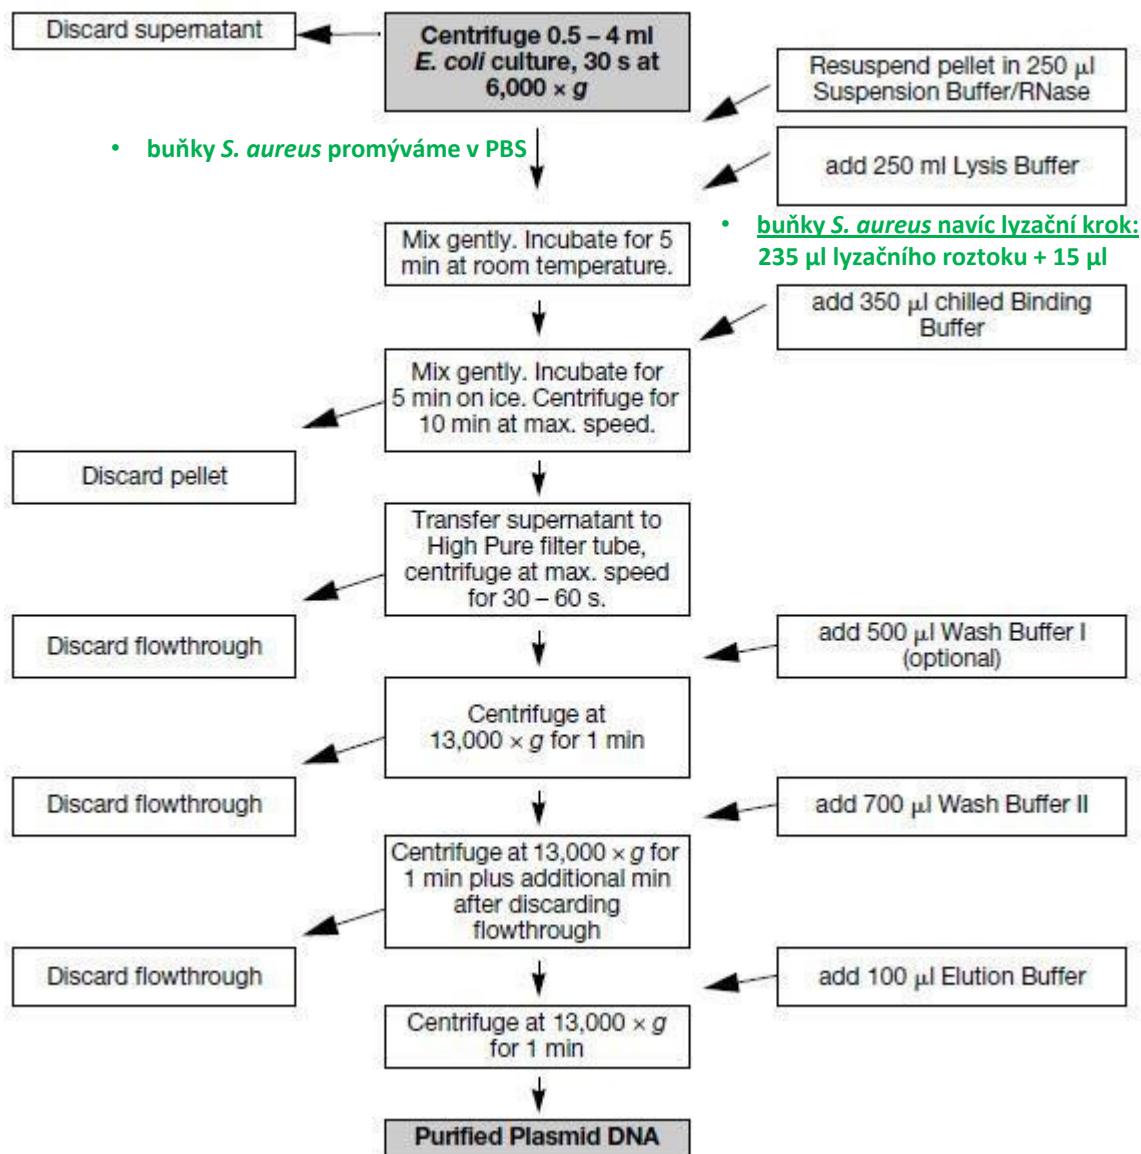 Discard supernatant
Centrifuge 0.5 – 4 ml
E. coli culture, 30 s at
6,000 × g
Resuspend pellet in 250 µl
Suspension Buffer/RNase
• buňky S. aureus promýváme v PBS
add 250 ml Lysis Buffer
• buňky S. aureus navíc lyzační krok:
235 µl lyzačního roztoku + 15 µl
Mix gently. Incubate for 5
min at room temperature.
add 350 µl chilled Binding
Buffer
Mix gently. Incubate for
5 min on ice. Centrifuge for
10 min at max. speed.
Discard pellet
Transfer supernatant to
High Pure filter tube,
centrifuge at max. speed
for 30 – 60 s.
Discard flowthrough
add 500 µl Wash Buffer I
(optional)
Centrifuge at
13,000 × g for 1 min
Discard flowthrough
add 700 µl Wash Buffer II
Centrifuge at 13,000 × g for
1 min plus additional min
after discarding
flowthrough
Discard flowthrough
add 100 µl Elution Buffer
Centrifuge at 13,000 × g
for 1 min
Purified Plasmid DNA